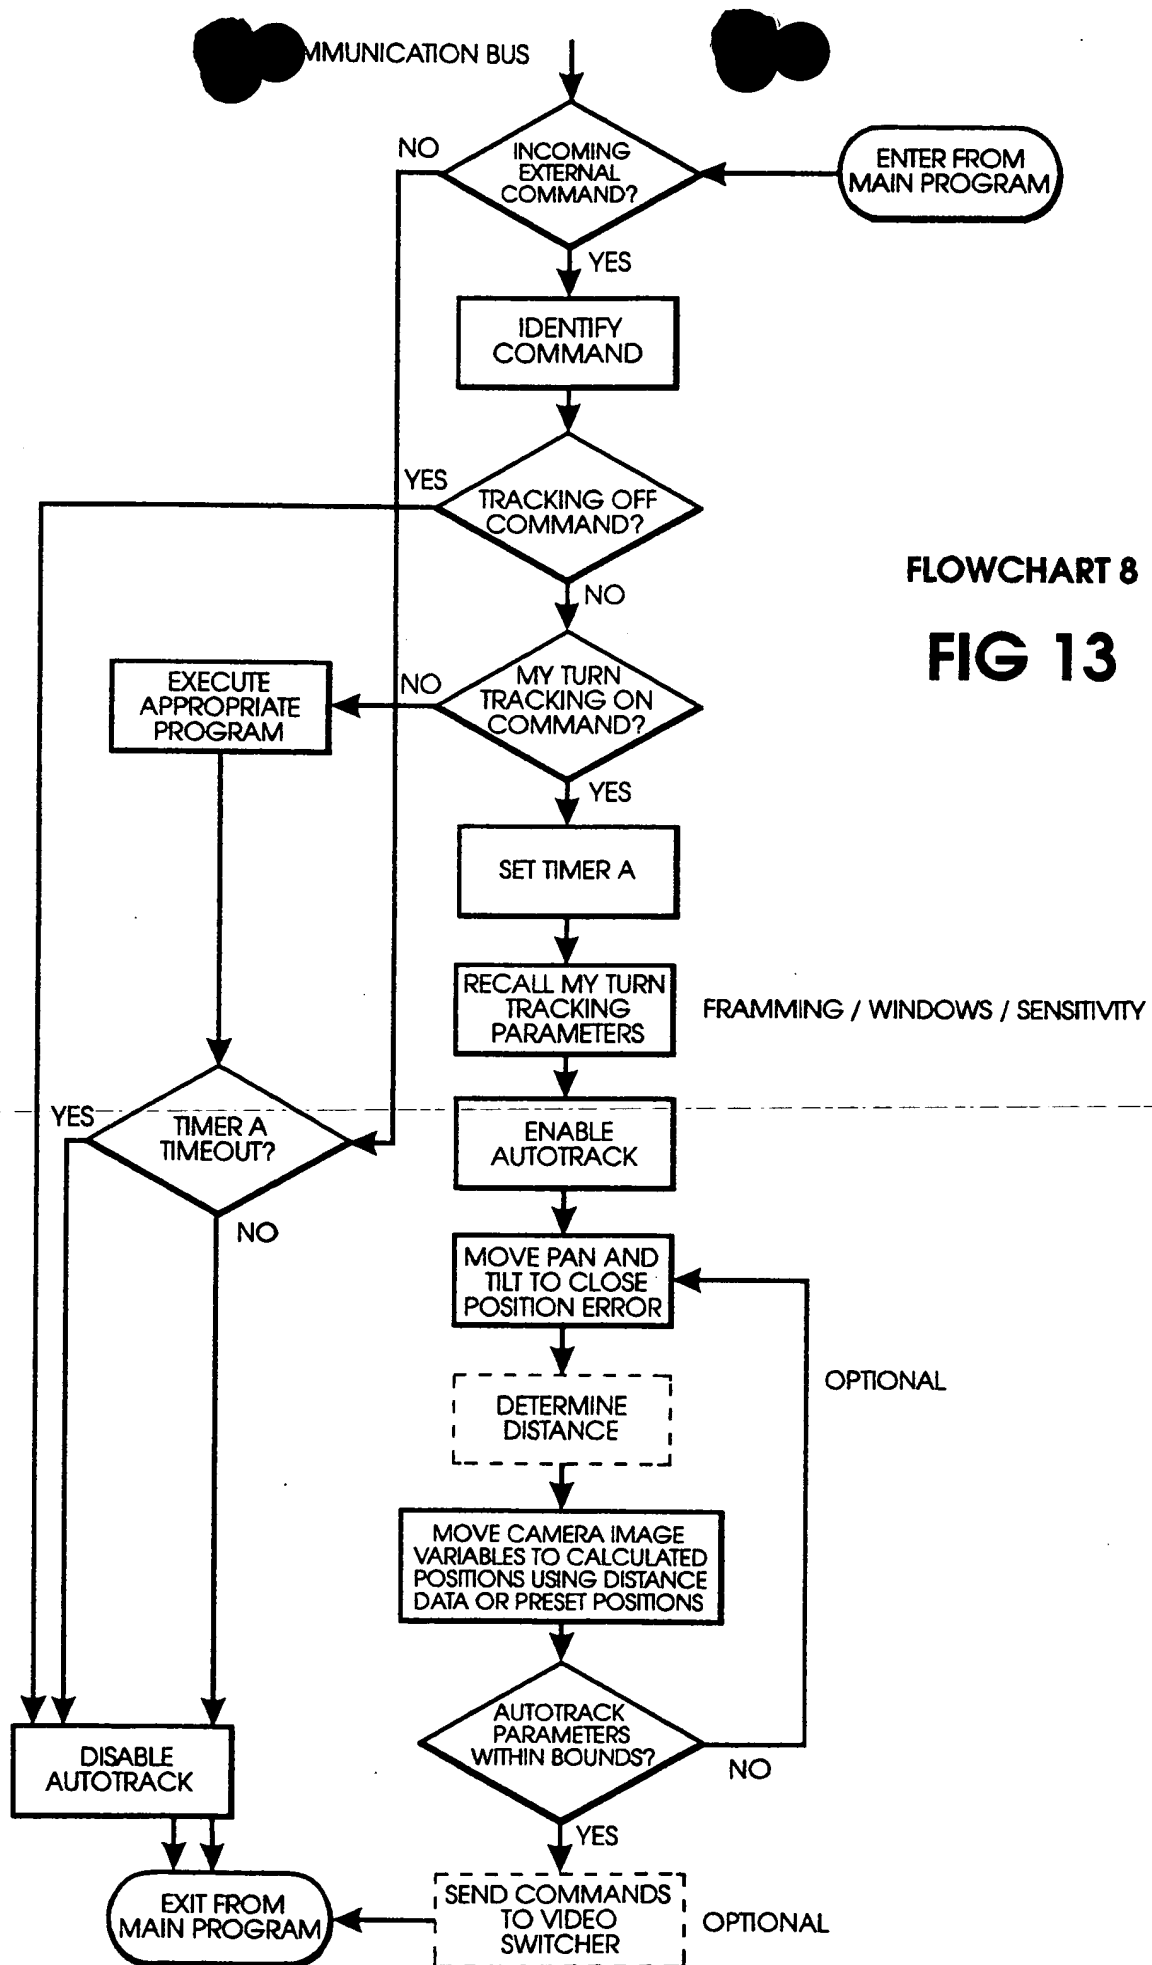 MMUNICATION BUS
NO
INCOMING
EXTERNAL
COMMAND?
ENTER FROM
MAIN PROGRAM
YES
IDENTIFY
COMMAND
YES
TRACKING OFF
COMMAND?
FLOWCHART 8
FIG 13
NO
EXECUTE
APPROPRIATE
PROGRAM
NO
MY TURN
TRACKING ON
COMMAND?
YES
SET TIMER A
RECALL MY TURN
TRACKING
PARAMETERS
FRAMMING / WINDOWS / SENSITIVITY
YES
TIMER A
TIMEOUT?
NO
ENABLE
AUTOTRACK
MOVE PAN AND
TILT TO CLOSE
POSITION ERROR
OPTIONAL
DETERMINE
DISTANCE
MOVE CAMERA IMAGE
VARIABLES TO CALCULATED
POSITIONS USING DISTANCE
DATA OR PRESET POSITIONS
AUTOTRACK
PARAMETERS
WITHIN BOUNDS?
NO
DISABLE
AUTOTRACK
YES
EXIT FROM
MAIN PROGRAM
SEND COMMANDS
TO VIDEO
SWITCHER
OPTIONAL